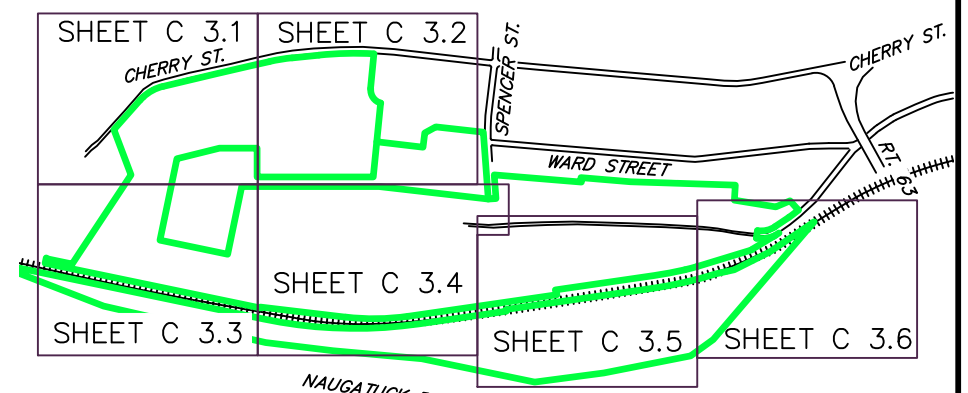 SHEET C 3.1
SHEET C 3.2
CHERRY ST.
SPENCER ST.
CHERRY ST.
WARD STREET
RT. 63
SHEET C 3.4
SHEET C 3.3
SHEET C 3.5
SHEET C 3.6
NAUGATUCK